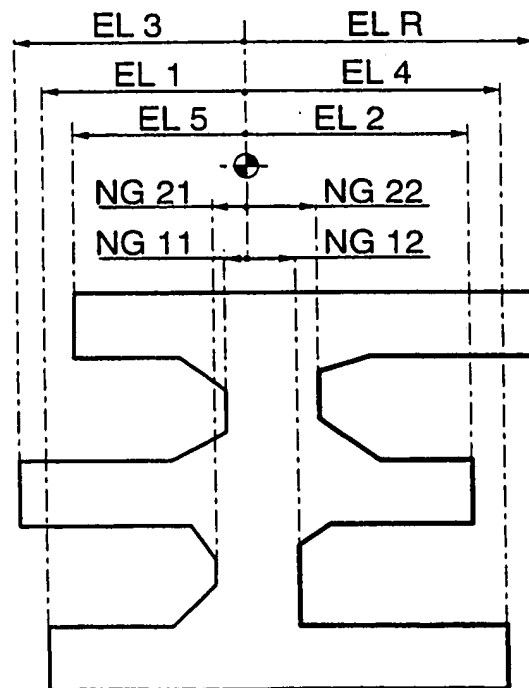 EL 3 EL R
EL 1 EL 4
EL 5 EL 2
NG 21 NG 22
NG 11 NG 12